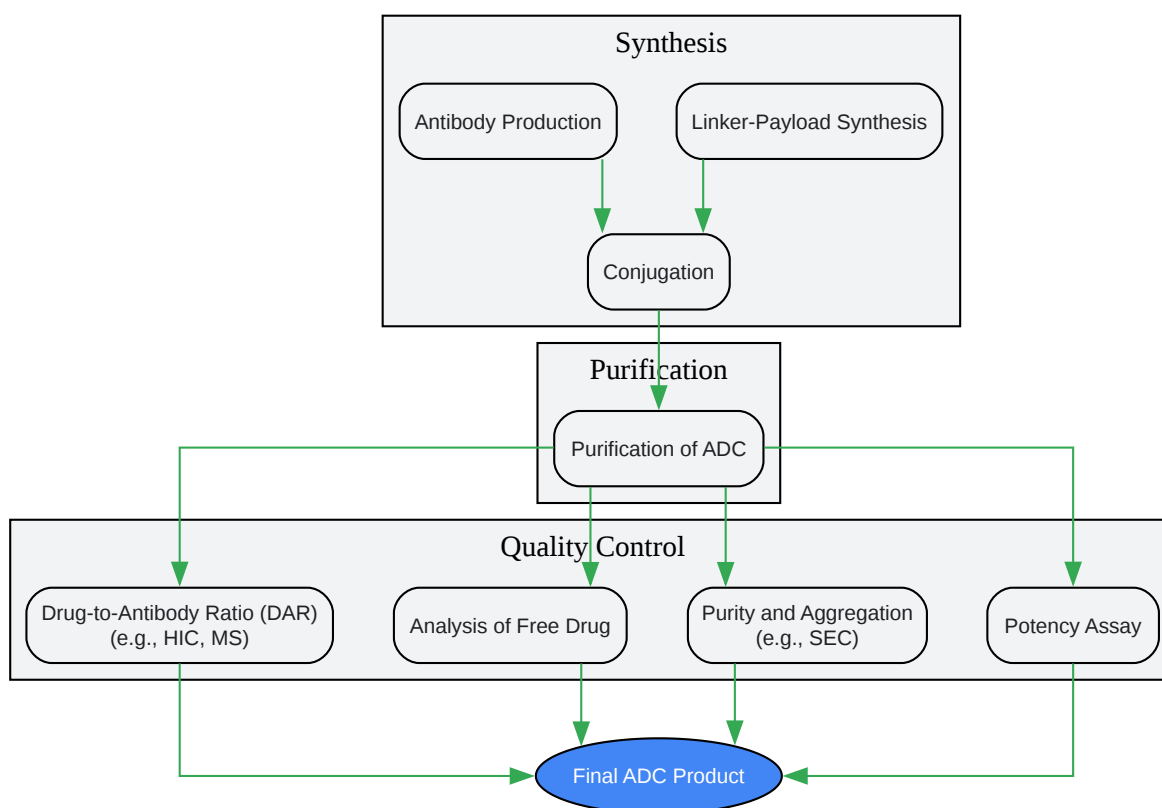 Synthesis
Antibody Production
Linker-Payload Synthesis
Conjugation
Purification
Purification of ADC
Quality Control
Drug-to-Antibody Ratio (DAR)
(e.g., HIC, MS)
Analysis of Free Drug
Purity and Aggregation
(e.g., SEC)
Potency Assay
Final ADC Product